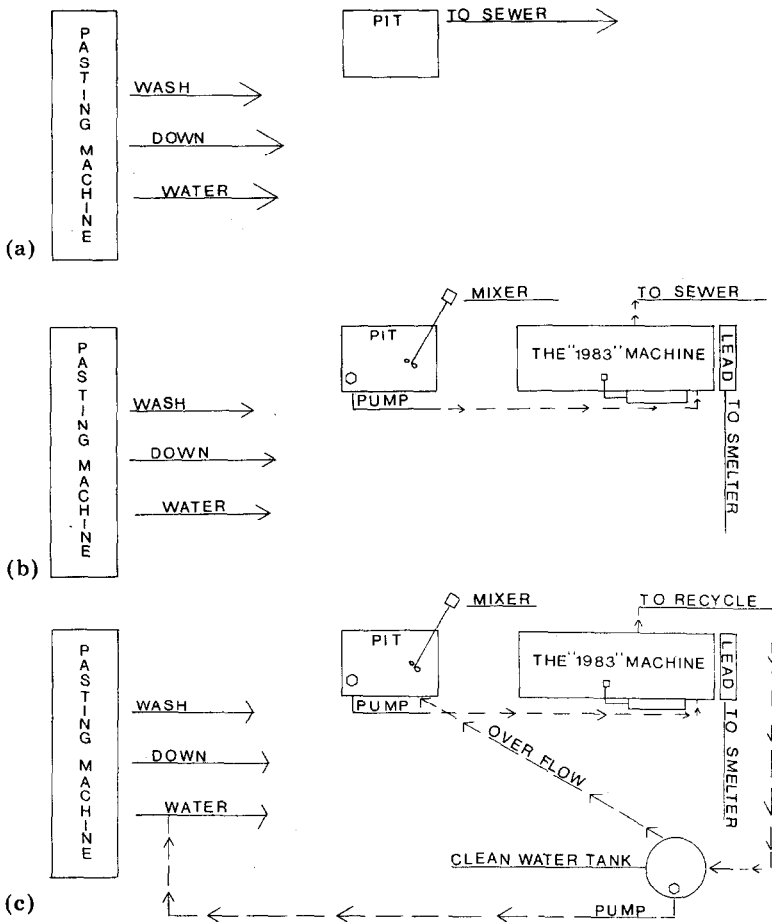 PASTING MACHINE
WASH
DOWN
WATER
PIT
TO SEWER
(a)
PASTING MACHINE
WASH
DOWN
WATER
MIXER
PIT
PUMP
TO SEWER
THE "1983" MACHINE
LEAD
TO SMELTER
(b)
PASTING MACHINE
WASH
DOWN
WATER
MIXER
PIT
PUMP
TO RECYCLE
THE "1983" MACHINE
LEAD
TO SMELTER
OVER FLOW
CLEAN WATER TANK
PUMP
(c)